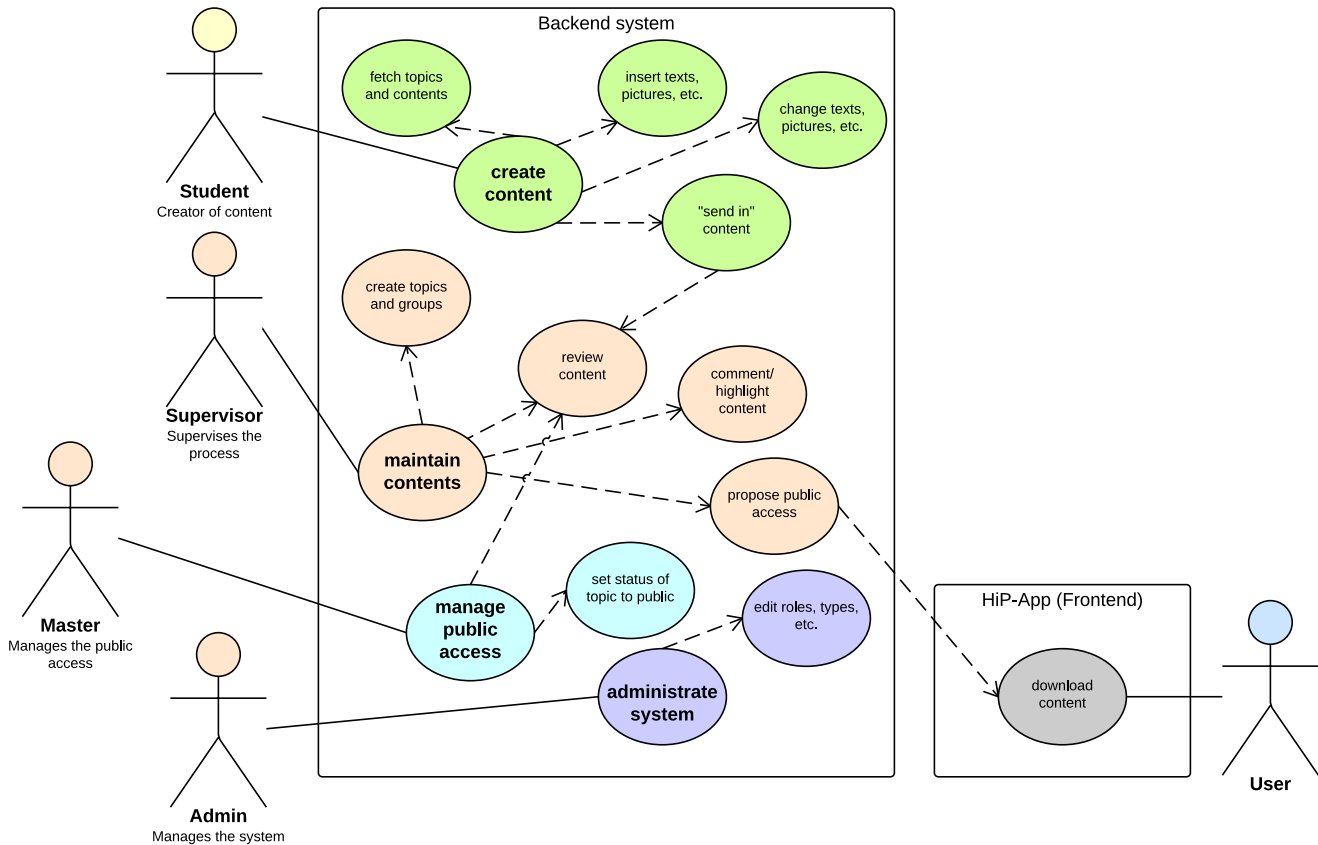 Backend system
fetch topics
and contents
insert texts,
pictures, etc.
change texts,
pictures, etc.
create
content
Student
Creator of content
"send in"
content
create topics
and groups
review
content
comment/
highlight
content
Supervisor
Supervises the
process
maintain
contents
propose public
access
set status of
topic to public
edit roles, types,
etc.
HiP-App (Frontend)
manage
public
access
Master
Manages the public
access
administrate
system
download
content
User
Admin
Manages the system